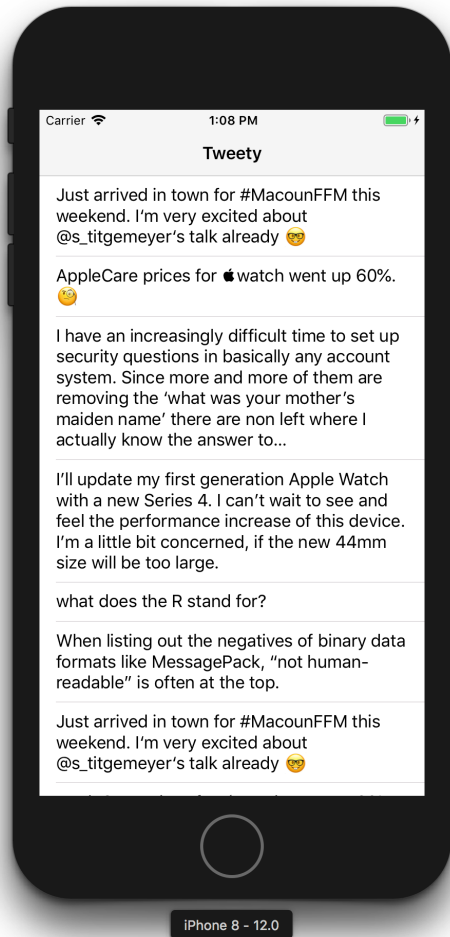 Carrier 1:08 PM
Tweety
Just arrived in town for #MacounFFM this
weekend. I‘m very excited about
@s_titgemeyer‘s talk already 🤓
AppleCare prices for watch went up 60%.
🧐
I have an increasingly difficult time to set up
security questions in basically any account
system. Since more and more of them are
removing the ‘what was your mother’s
maiden name’ there are non left where I
actually know the answer to...
I’ll update my first generation Apple Watch
with a new Series 4. I can’t wait to see and
feel the performance increase of this device.
I’m a little bit concerned, if the new 44mm
size will be too large.
what does the R stand for?
When listing out the negatives of binary data
formats like MessagePack, “not human-
readable” is often at the top.
Just arrived in town for #MacounFFM this
weekend. I‘m very excited about
@s_titgemeyer‘s talk already 🤓
iPhone 8 - 12.0